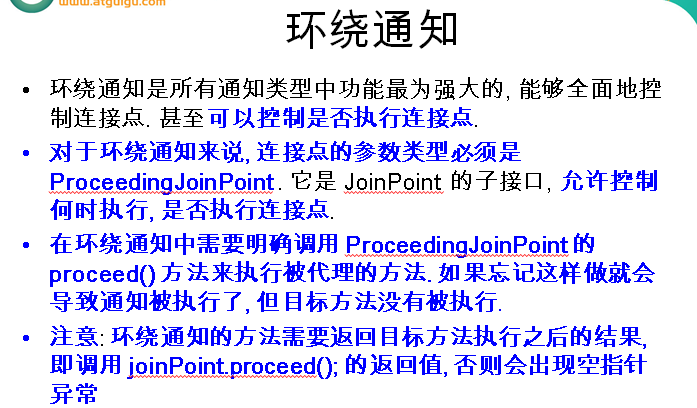 www.atguigu.com
环绕通知
• 环绕通知是所有通知类型中功能最为强大的, 能够全面地控
制连接点. 甚至可以控制是否执行连接点.
• 对于环绕通知来说, 连接点的参数类型必须是
ProceedingJoinPoint . 它是 JoinPoint 的子接口, 允许控制
何时执行, 是否执行连接点.
• 在环绕通知中需要明确调用 ProceedingJoinPoint 的
proceed() 方法来执行被代理的方法. 如果忘记这样做就会
导致通知被执行了, 但目标方法没有被执行.
• 注意: 环绕通知的方法需要返回目标方法执行之后的结果,
即调用 joinPoint.proceed(); 的返回值, 否则会出现空指针
异常